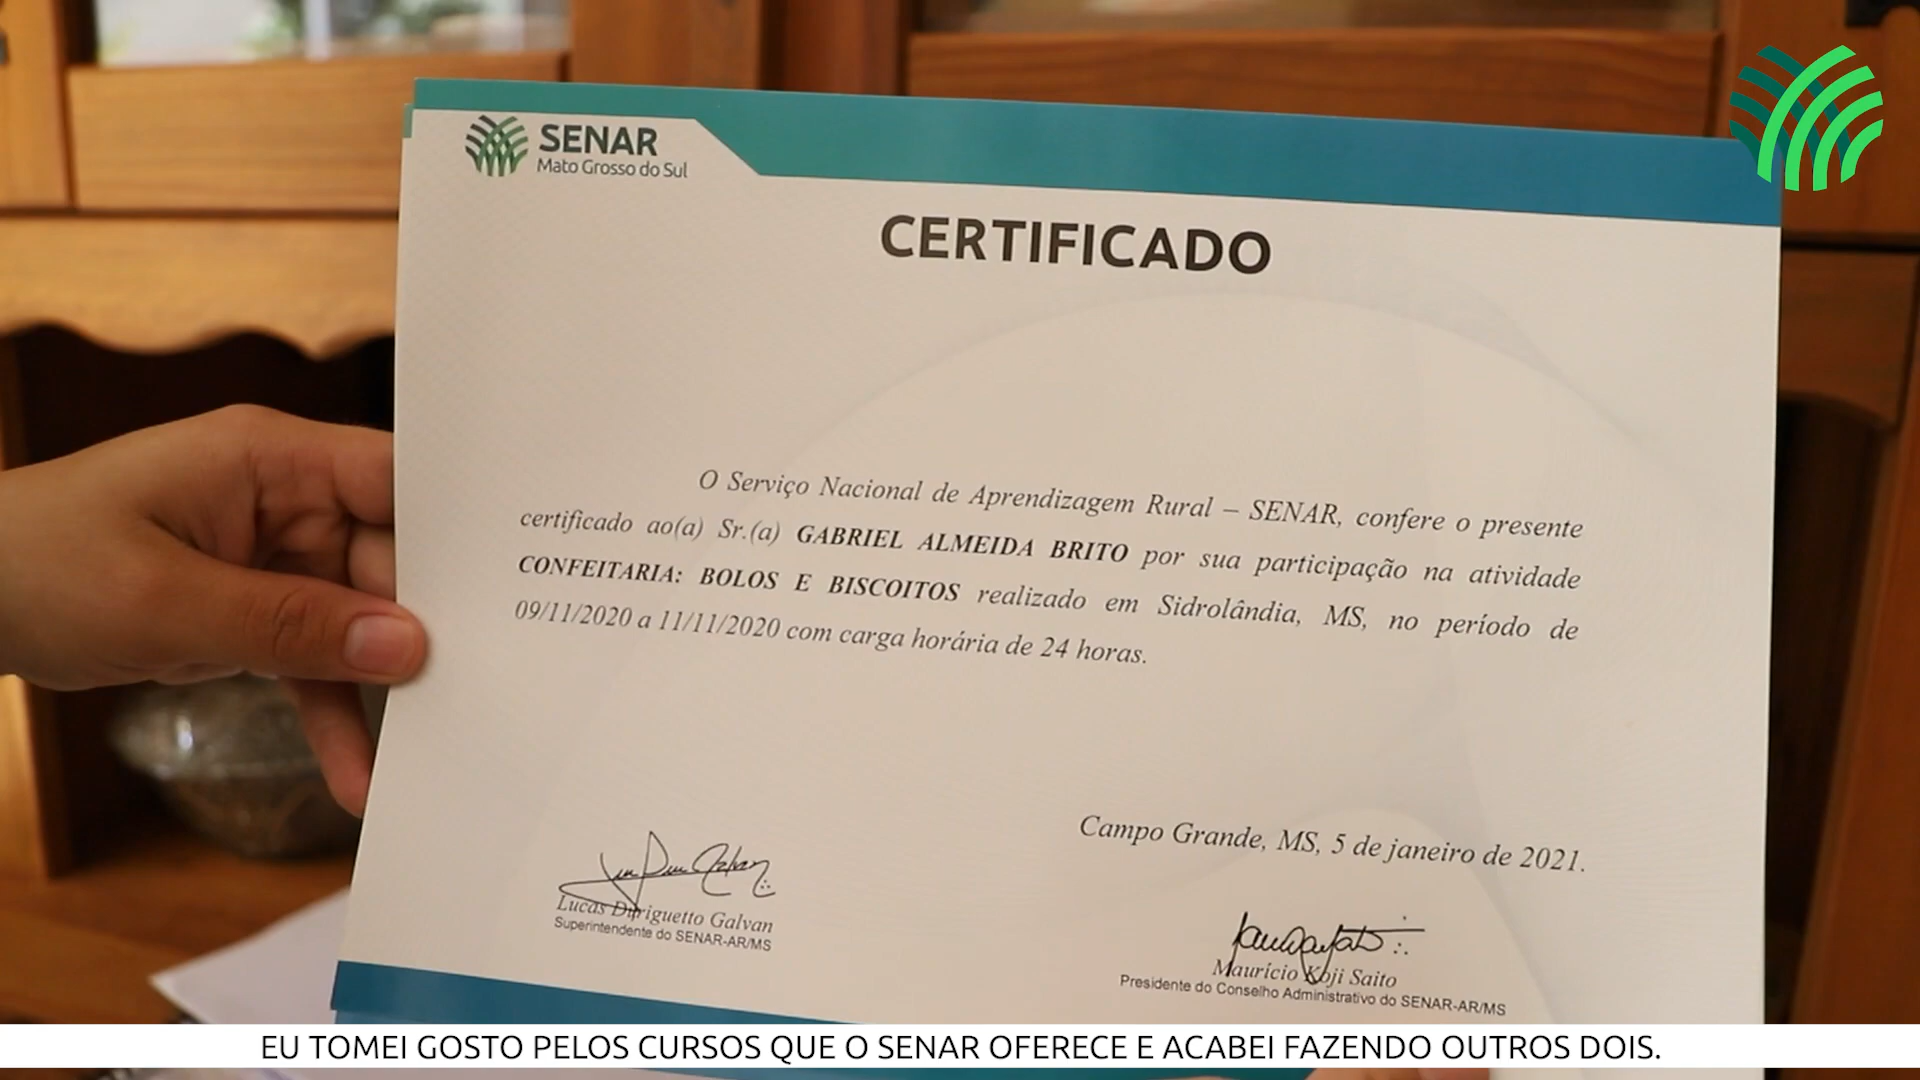 SENAR
Mato Grosso do Sul
CERTIFICADO
O Serviço Nacional de Aprendizagem Rural – SENAR, confere o presente
certificado ao(a) Sr.(a) GABRIEL ALMEIDA BRITO por sua participação na atividade
CONFEITARIA: BOLOS E BISCOITOS realizado em Sidrolândia, MS, no período de
09/11/2020 a 11/11/2020 com carga horária de 24 horas.
Campo Grande, MS, 5 de janeiro de 2021.
Lucas Duriguetto Galvan
Superintendente do SENAR-AR/MS
Maurício Koji Saito
Presidente do Conselho Administrativo do SENAR-AR/MS
EU TOMEI GOSTO PELOS CURSOS QUE O SENAR OFERECE E ACABEI FAZENDO OUTROS DOIS.